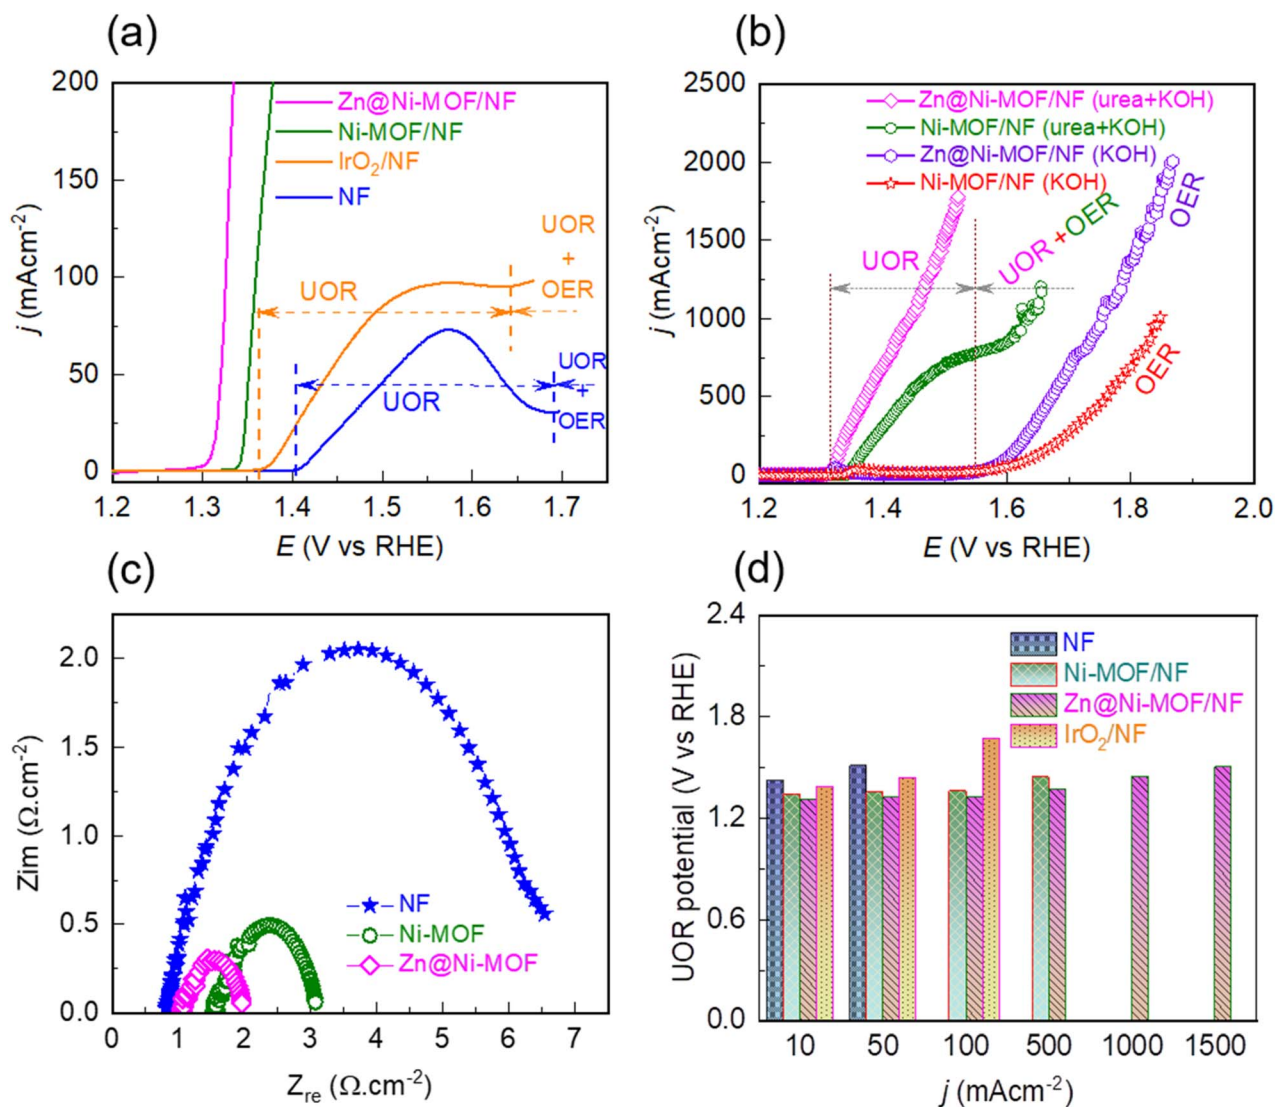 (a)
200
150
100
50
0
j (mAcm-2)
Zn@Ni-MOF/NF
Ni-MOF/NF
IrO2/NF
NF
UOR
+
OER
UOR
UOR
UOR
+
OER
1.2 1.3 1.4 1.5 1.6 1.7
E (V vs RHE)
(b)
2500
2000
1500
1000
500
0
j (mAcm-2)
Zn@Ni-MOF/NF (urea+KOH)
Ni-MOF/NF (urea+KOH)
Zn@Ni-MOF/NF (KOH)
Ni-MOF/NF (KOH)
UOR
UOR +OER
OER
OER
1.2 1.4 1.6 1.8 2.0
E (V vs RHE)
(c)
2.0
1.5
1.0
0.5
0.0
Zim (Ω.cm-2)
NF
Ni-MOF
Zn@Ni-MOF
0 1 2 3 4 5 6 7
Zre (Ω.cm-2)
(d)
2.4
1.8
1.2
0.6
0.0
UOR potential (V vs RHE)
NF
Ni-MOF/NF
Zn@Ni-MOF/NF
IrO2/NF
10 50 100 500 1000 1500
j (mAcm-2)